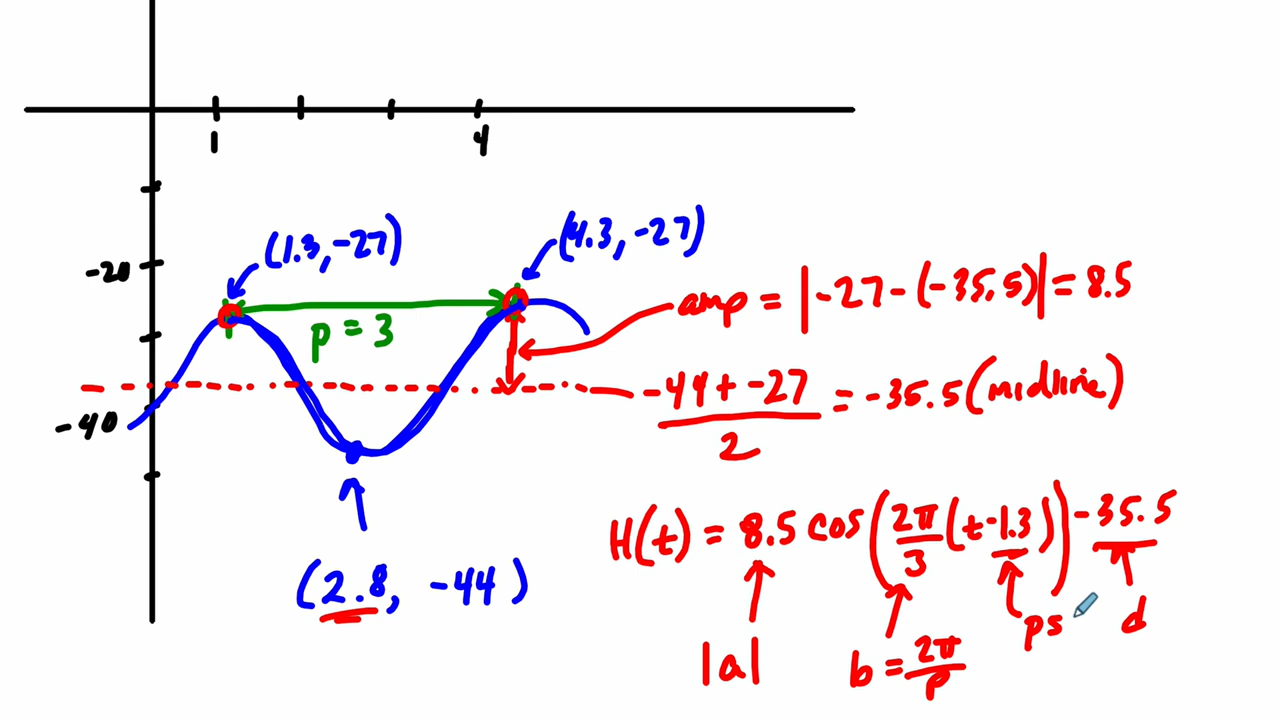 1 4
-20
-40
(1.3, -27)
(4.3, -27)
p = 3
amp = |-27 - (-35.5)| = 8.5
-44 + -27
2
= -35.5 (midline)
(2.8, -44)
H(t) = 8.5 cos(2π/3 (t - 1.3)) - 35.5
|a|
b = 2π/p
ps
d